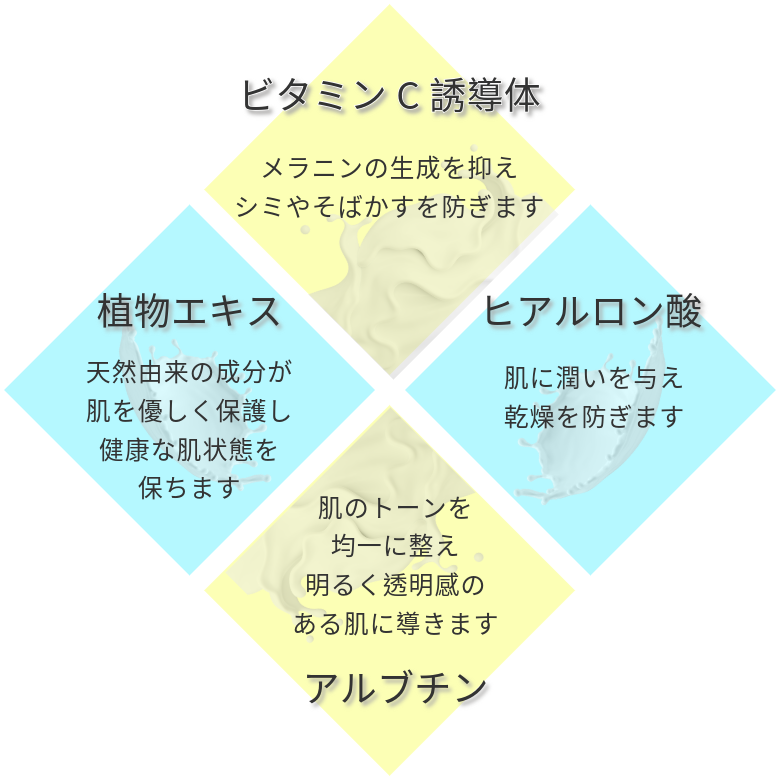 ビタミンC誘導体
メラニンの生成を抑え
シミやそばかすを防ぎます
植物エキス
天然由来の成分が
肌を優しく保護し
健康な肌状態を
保ちます
ヒアルロン酸
肌に潤いを与え
乾燥を防ぎます
肌のトーンを
均一に整え
明るく透明感の
ある肌に導きます
アルブチン